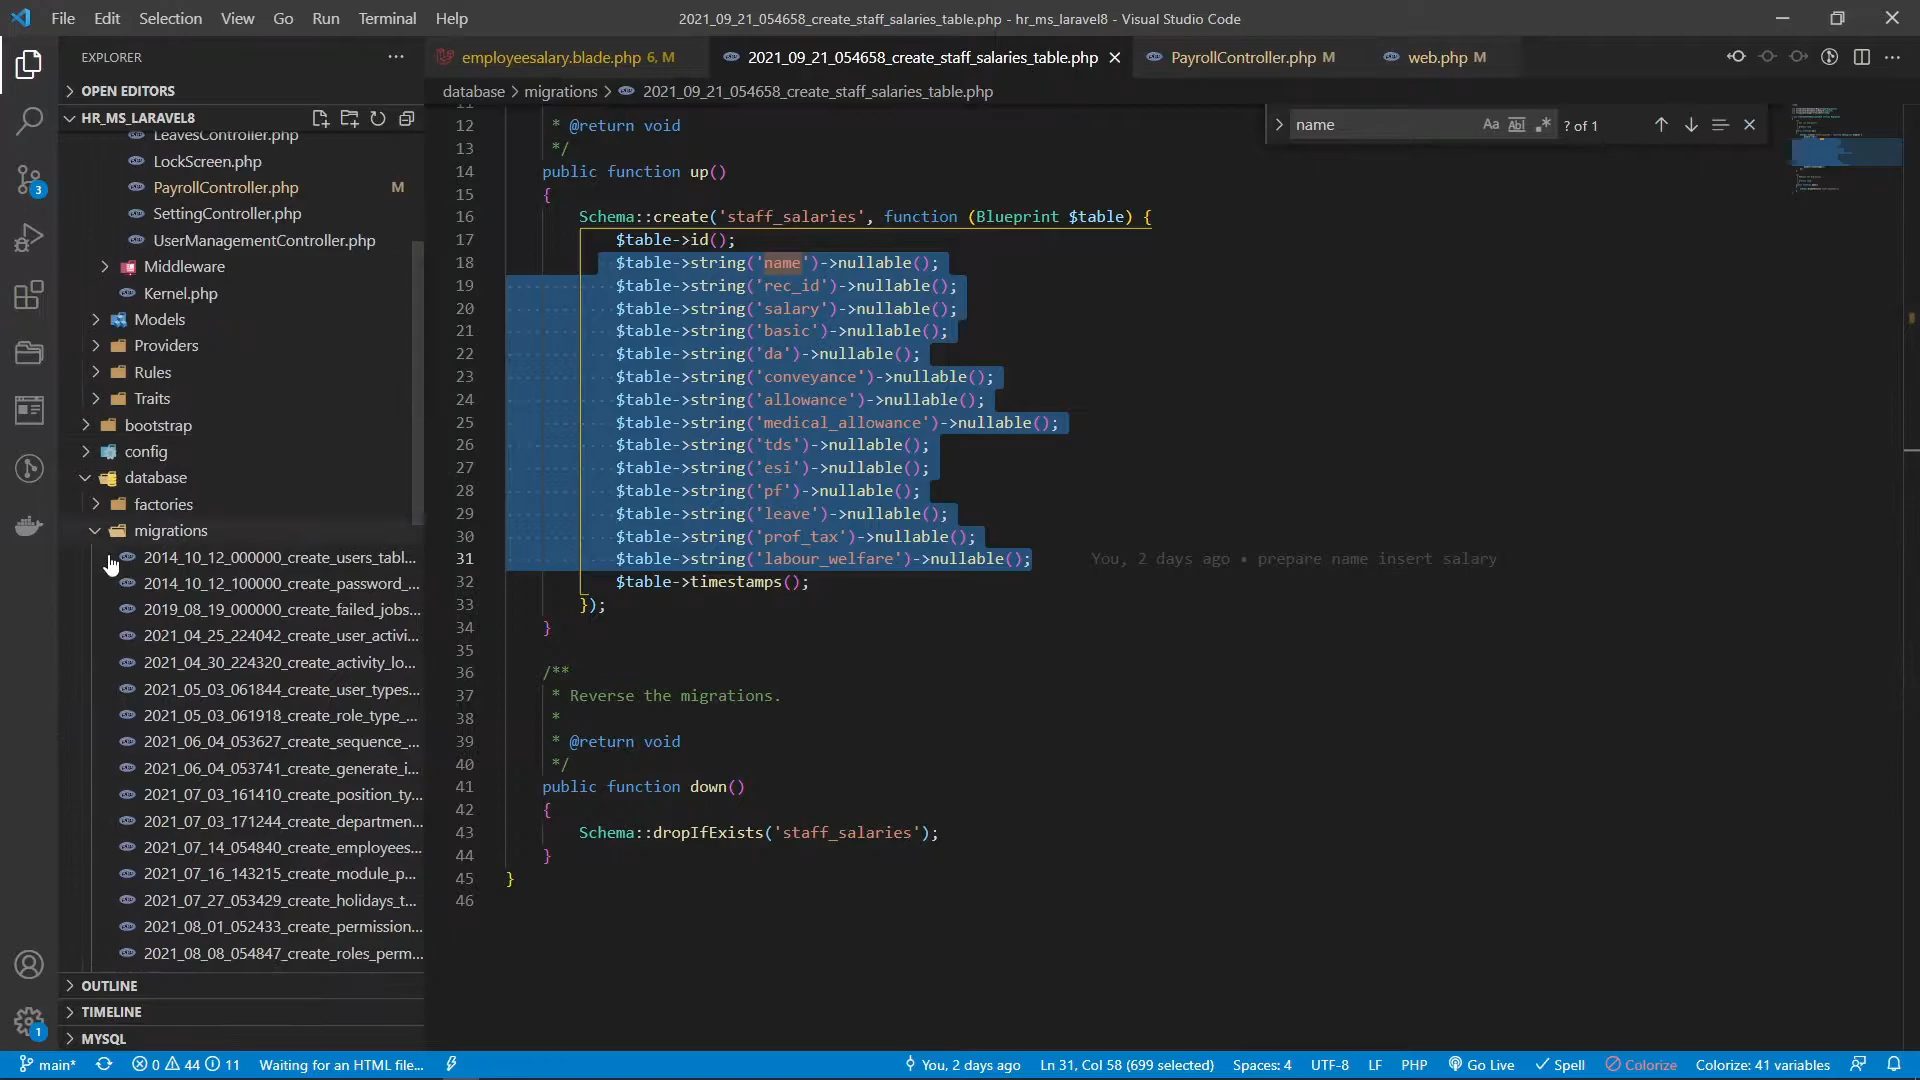 File Edit Selection View Go Run Terminal Help
2021_09_21_054658_create_staff_salaries_table.php - hr_ms_laravel8 - Visual Studio Code
EXPLORER
OPEN EDITORS
HR_MS_LARAVEL8
LeavesController.php
LockScreen.php
PayrollController.php M
SettingController.php
UserManagementController.php
Middleware
Kernel.php
Models
Providers
Rules
Traits
bootstrap
config
database
factories
migrations
2014_10_12_000000_create_users_tabl...
2014_10_12_100000_create_password_...
2019_08_19_000000_create_failed_jobs...
2021_04_25_224042_create_user_activi...
2021_04_30_224320_create_activity_lo...
2021_05_03_061844_create_user_types...
2021_05_03_061918_create_role_type_...
2021_06_04_053627_create_sequence_...
2021_06_04_053741_create_generate_i...
2021_07_03_161410_create_position_ty...
2021_07_03_171244_create_departmen...
2021_07_14_054840_create_employees...
2021_07_16_143215_create_module_p...
2021_07_27_053429_create_holidays_t...
2021_08_01_052433_create_permission...
2021_08_08_054847_create_roles_perm...
OUTLINE
TIMELINE
MYSQL
3
1
employeesalary.blade.php 6, M
2021_09_21_054658_create_staff_salaries_table.php
PayrollController.php M
web.php M
database > migrations > 2021_09_21_054658_create_staff_salaries_table.php
name Aa Abl .* ? of 1
11
12 * @return void
13 */
14 public function up()
15 {
16 Schema::create('staff_salaries', function (Blueprint $table) {
17 $table->id();
18 $table->string('name')->nullable();
19 $table->string('rec_id')->nullable();
20 $table->string('salary')->nullable();
21 $table->string('basic')->nullable();
22 $table->string('da')->nullable();
23 $table->string('conveyance')->nullable();
24 $table->string('allowance')->nullable();
25 $table->string('medical_allowance')->nullable();
26 $table->string('tds')->nullable();
27 $table->string('esi')->nullable();
28 $table->string('pf')->nullable();
29 $table->string('leave')->nullable();
30 $table->string('prof_tax')->nullable();
31 $table->string('labour_welfare')->nullable(); You, 2 days ago • prepare name insert salary
32 $table->timestamps();
33 });
34 }
35
36 /**
37 * Reverse the migrations.
38 *
39 * @return void
40 */
41 public function down()
42 {
43 Schema::dropIfExists('staff_salaries');
44 }
45 }
46
main* 0 44 11 Waiting for an HTML file... You, 2 days ago Ln 31, Col 58 (699 selected) Spaces: 4 UTF-8 LF PHP Go Live Spell Colorize Colorize: 41 variables